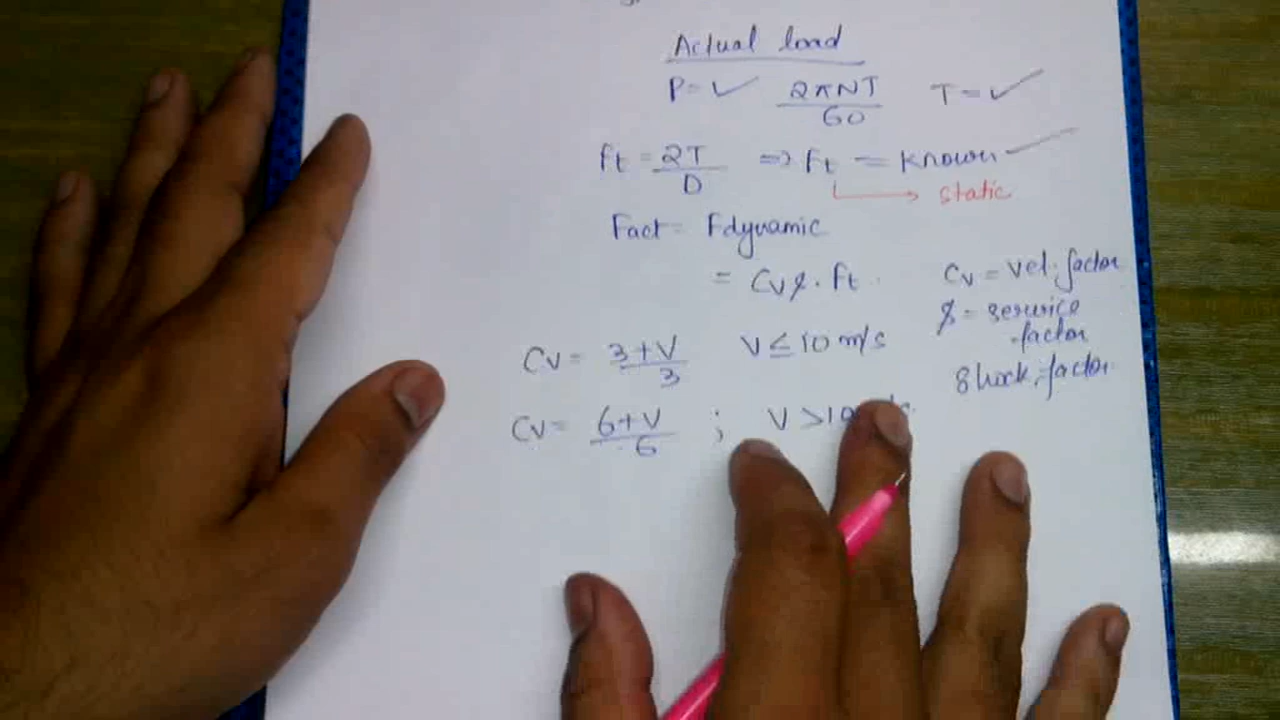 Actual load
P = ✓ 2πNT/60 T = ✓
Ft = 2T/D ⇒ Ft = Known
static
Fact = Fdynamic
= Cv $. Ft
Cv = vel. factor
$ = service factor
Shock factor
Cv = 3+V/3 V ≤ 10 m/s
Cv = 6+V/6 ; V > 10